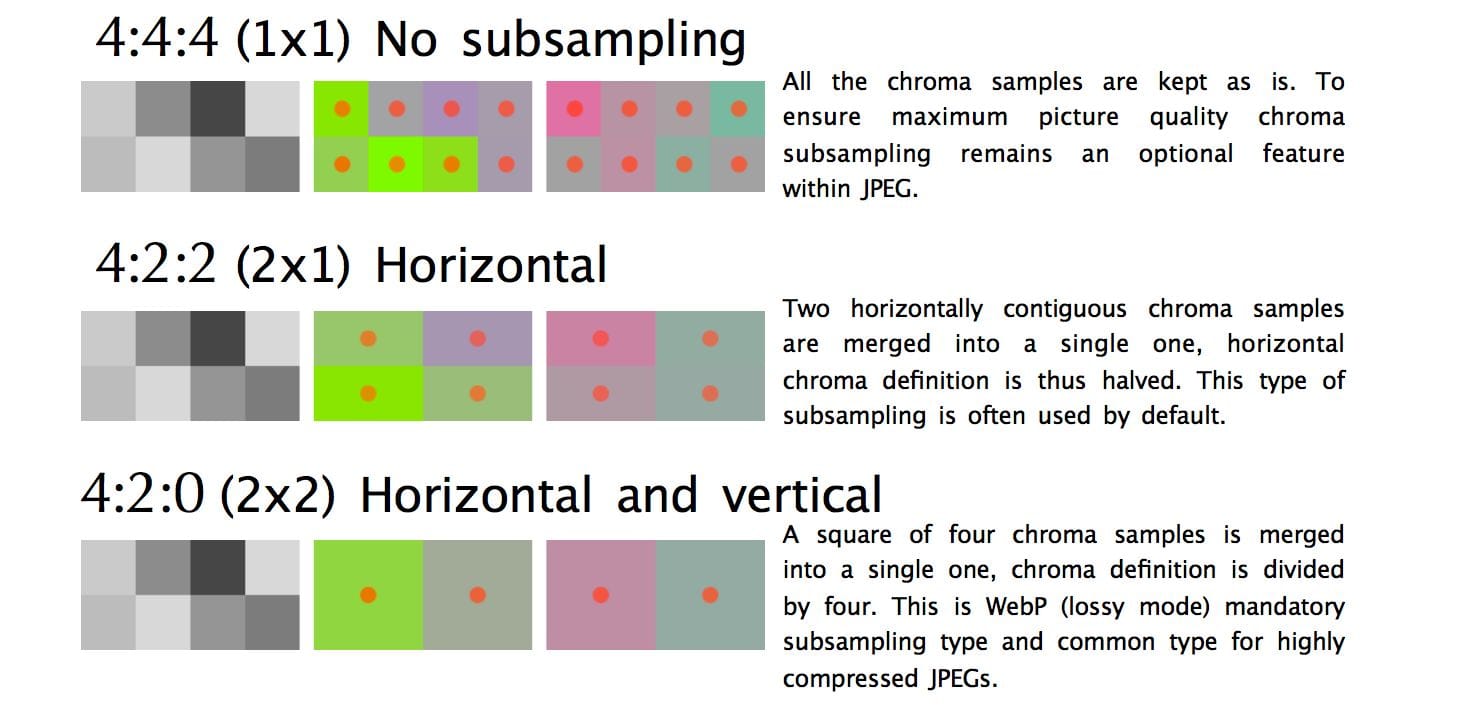 4:4:4 (1x1) No subsampling
All the chroma samples are kept as is. To
ensure maximum picture quality chroma
subsampling remains an optional feature
within JPEG.
4:2:2 (2x1) Horizontal
Two horizontally contiguous chroma samples
are merged into a single one, horizontal
chroma definition is thus halved. This type of
subsampling is often used by default.
4:2:0 (2x2) Horizontal and vertical
A square of four chroma samples is merged
into a single one, chroma definition is divided
by four. This is WebP (lossy mode) mandatory
subsampling type and common type for highly
compressed JPEGs.